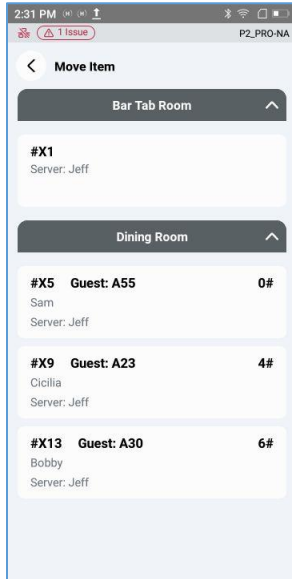 2:31 PM
1 Issue
P2_PRO-NA
Move Item
Bar Tab Room
#X1
Server: Jeff
Dining Room
#X5 Guest: A55 0#
Sam
Server: Jeff
#X9 Guest: A23 4#
Cicilia
Server: Jeff
#X13 Guest: A30 6#
Bobby
Server: Jeff